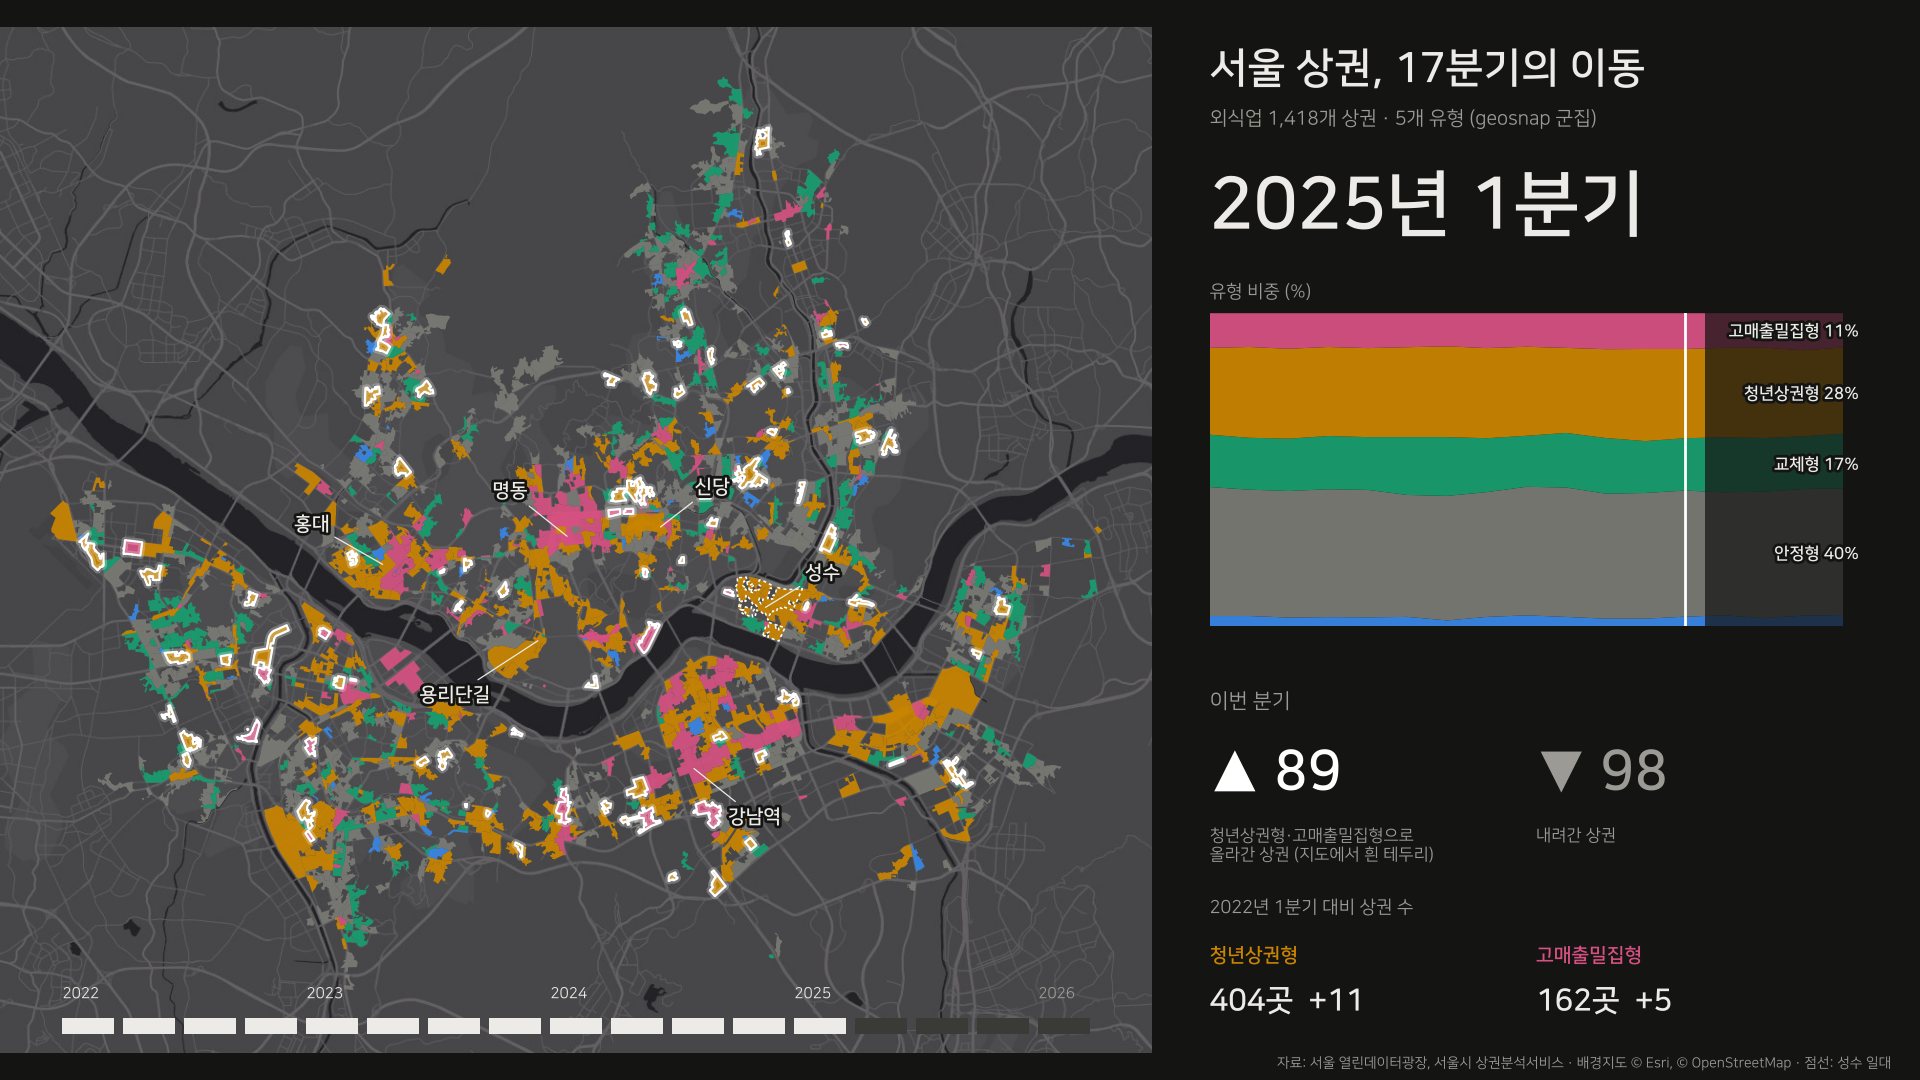 서울 상권, 17분기의 이동
외식업 1,418개 상권 · 5개 유형 (geosnap 군집)
2025년 1분기
유형 비중 (%)
고매출밀집형 11%
청년상권형 28%
교체형 17%
안정형 40%
이번 분기
▲ 89
▼ 98
청년상권형·고매출밀집형으로
올라간 상권 (지도에서 흰 테두리)
내려간 상권
2022년 1분기 대비 상권 수
청년상권형
고매출밀집형
404곳 +11
162곳 +5
명동
신당
홍대
성수
용리단길
강남역
2022
2023
2024
2025
2026
자료: 서울 열린데이터광장, 서울시 상권분석서비스 · 배경지도 © Esri, © OpenStreetMap · 점선: 성수 일대